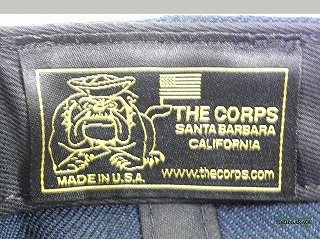 THE CORPS
SANTA BARBARA
CALIFORNIA
MADE IN U.S.A.
www.thecorps.com